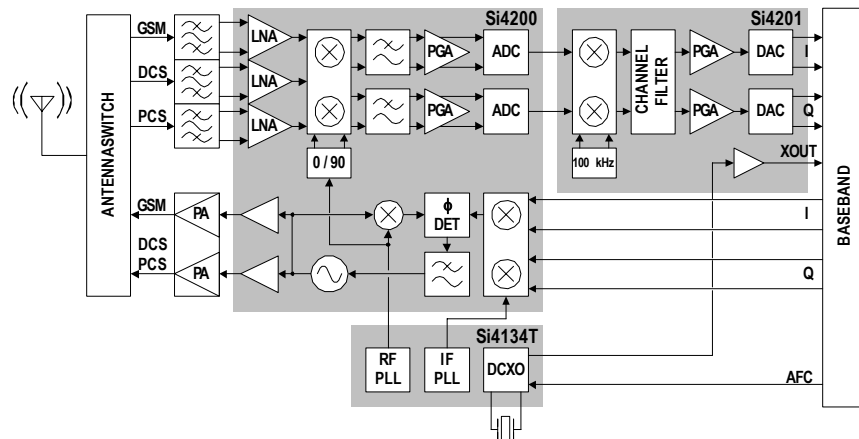 Si4200
Si4201
GSM
DCS
PCS
LNA
LNA
LNA
PGA
PGA
ADC
ADC
0 / 90
CHANNEL
FILTER
100 kHz
PGA
PGA
DAC
DAC
I
Q
XOUT
ANTENNASWITCH
BASEBAND
GSM
DCS
PCS
PA
PA
ϕ
DET
I
Q
Si4134T
RF
PLL
IF
PLL
DCXO
AFC